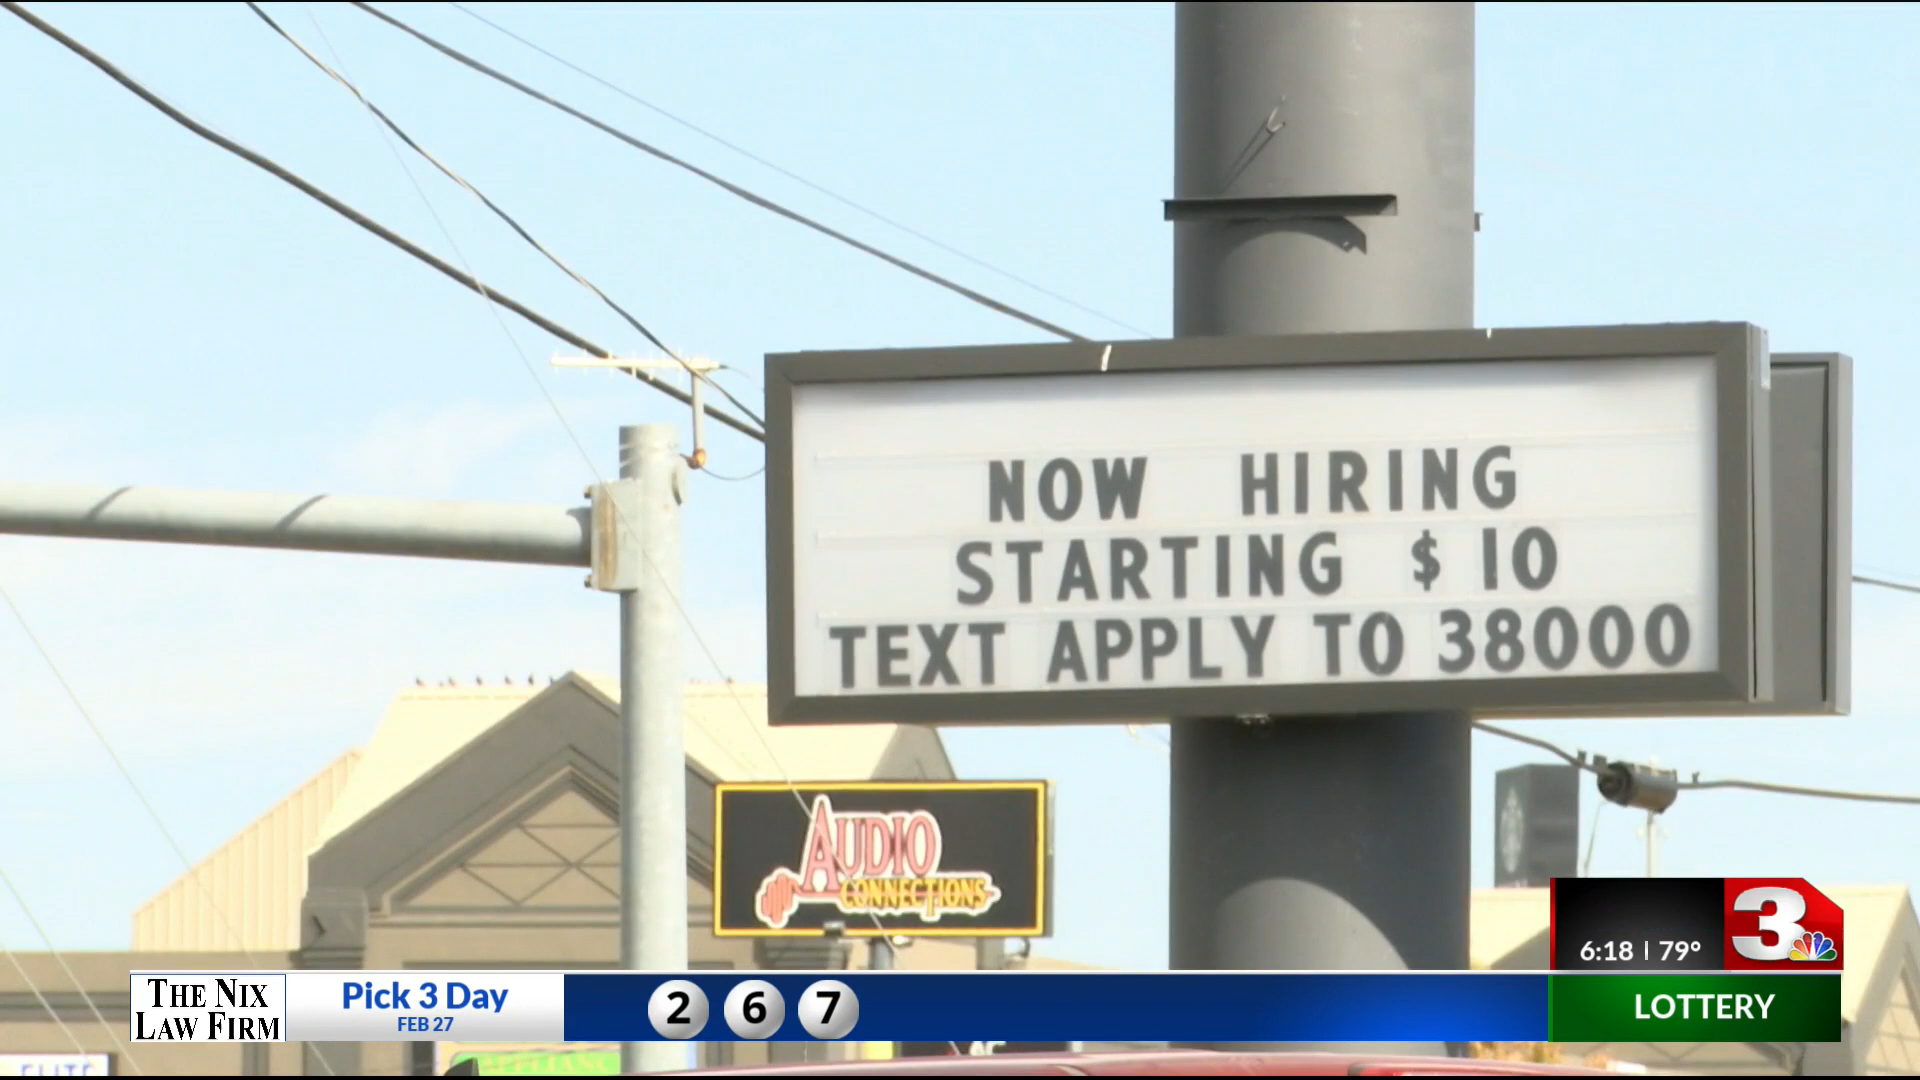 NOW HIRING
STARTING $10
TEXT APPLY TO 38000
AUDIO
CONNECTIONS
6:18 | 79°
3
THE NIX
LAW FIRM
Pick 3 Day
FEB 27
2 6 7
LOTTERY